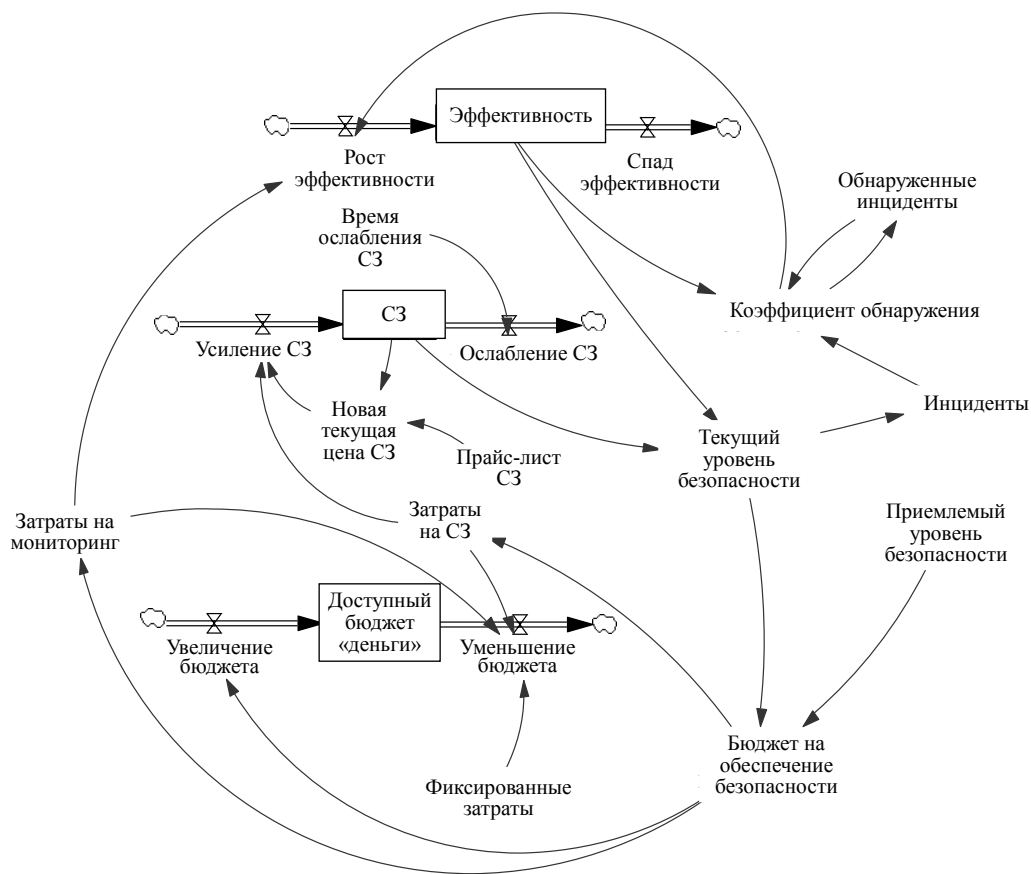 Эффективность
Рост
эффективности
Спад
эффективности
Обнаруженные
инциденты
Время
ослабления
СЗ
СЗ
Коэффициент обнаружения
Усиление СЗ
Ослабление СЗ
Новая
текущая
цена СЗ
Инциденты
Прайс-лист
СЗ
Текущий
уровень
безопасности
Затраты на
мониторинг
Затраты
на СЗ
Приемлемый
уровень
безопасности
Доступный
бюджет
«деньги»
Увеличение
бюджета
Уменьшение
бюджета
Бюджет на
обеспечение
безопасности
Фиксированные
затраты